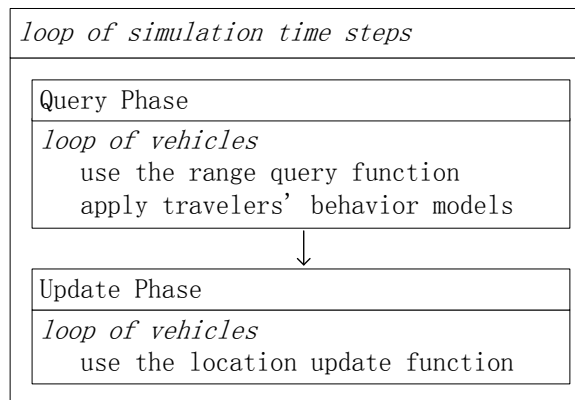 loop of simulation time steps
Query Phase
loop of vehicles
use the range query function
apply travelers' behavior models
Update Phase
loop of vehicles
use the location update function